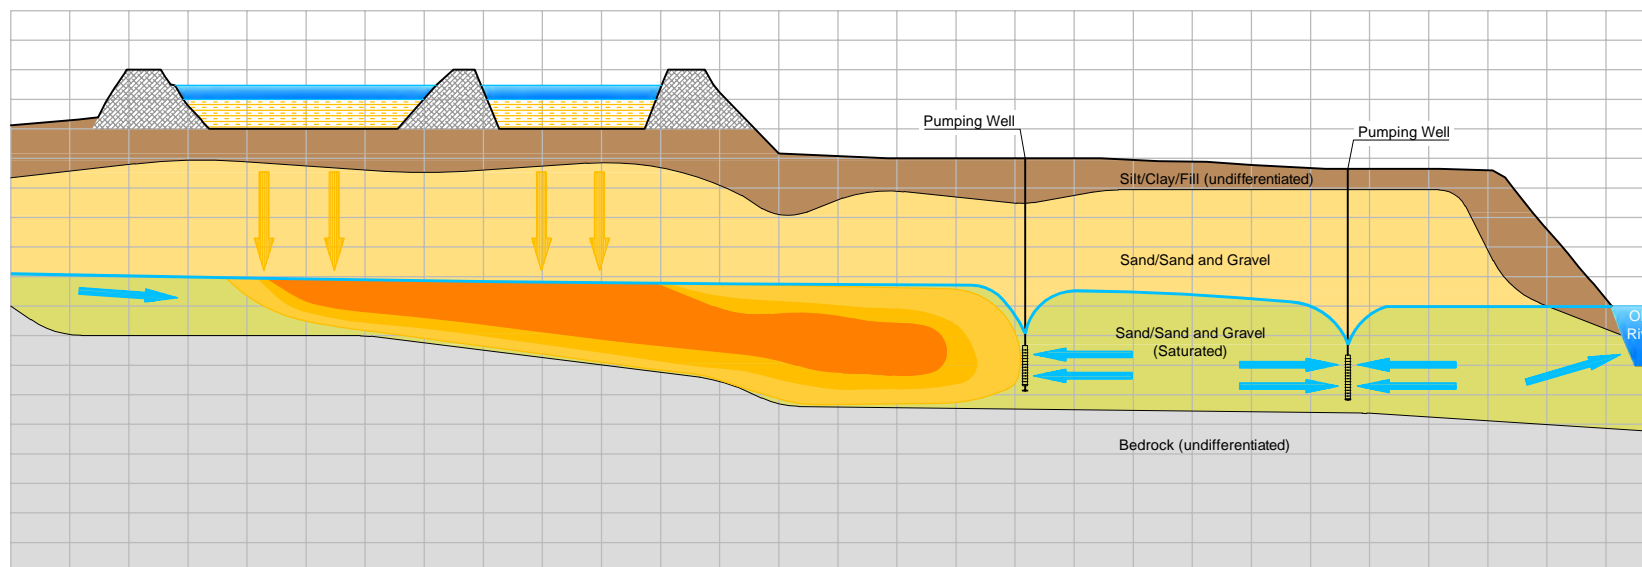 Pumping Well
Pumping Well
Silt/Clay/Fill (undifferentiated)
Sand/Sand and Gravel
Sand/Sand and Gravel
(Saturated)
Bedrock (undifferentiated)